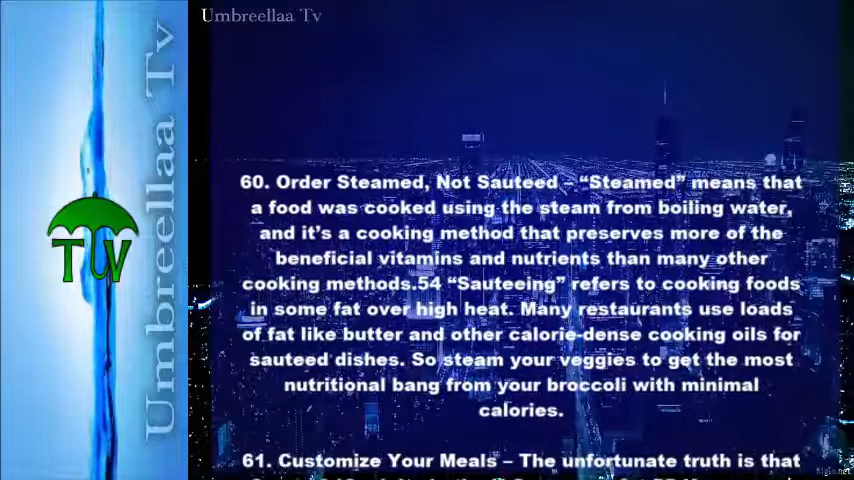 Umbreellaa Tv
Umbreellaa Tv
TUV
60. Order Steamed, Not Sauteed – “Steamed” means that
a food was cooked using the steam from boiling water,
and it’s a cooking method that preserves more of the
beneficial vitamins and nutrients than many other
cooking methods.54 “Sauteeing” refers to cooking foods
in some fat over high heat. Many restaurants use loads
of fat like butter and other calorie-dense cooking oils for
sauteed dishes. So steam your veggies to get the most
nutritional bang from your broccoli with minimal
calories.
61. Customize Your Meals – The unfortunate truth is that